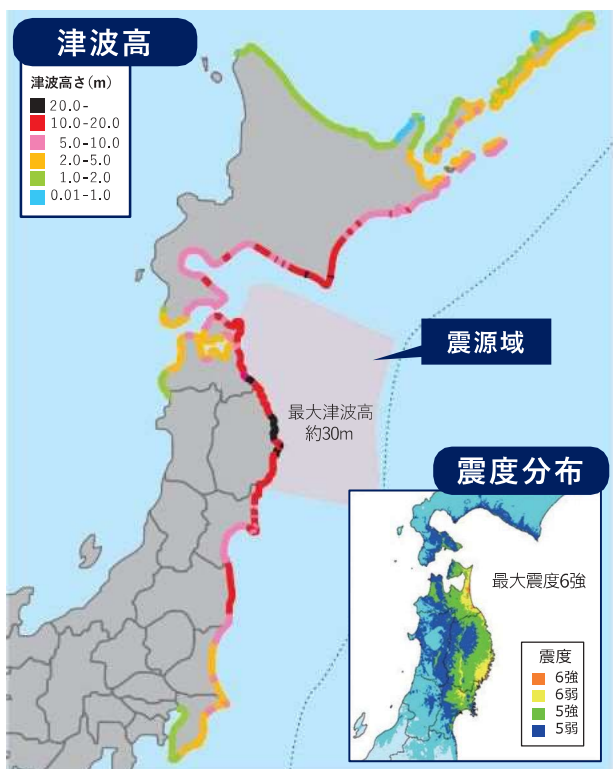 津波高
津波高さ(m)
20.0-
10.0-20.0
5.0-10.0
2.0-5.0
1.0-2.0
0.01-1.0
震源域
最大津波高
約30m
震度分布
最大震度6強
震度
6強
6弱
5強
5弱